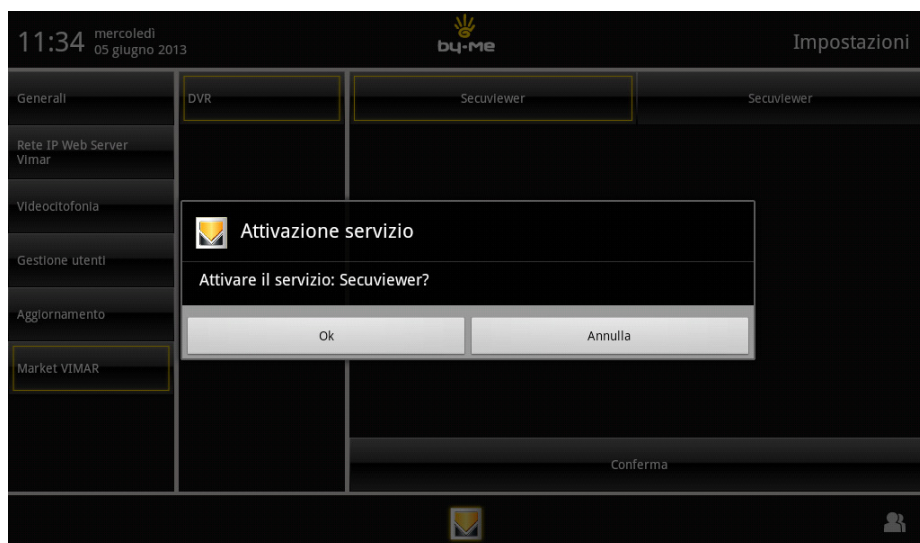 11:34 mercoledì
05 giugno 2013
by-me
Impostazioni
Generali
DVR
Secuviewer
Secuviewer
Rete IP Web Server
Vimar
Videocitofonia
Gestione utenti
Aggiornamento
Market VIMAR
Attivazione servizio
Attivare il servizio: Secuviewer?
Ok
Annulla
Conferma